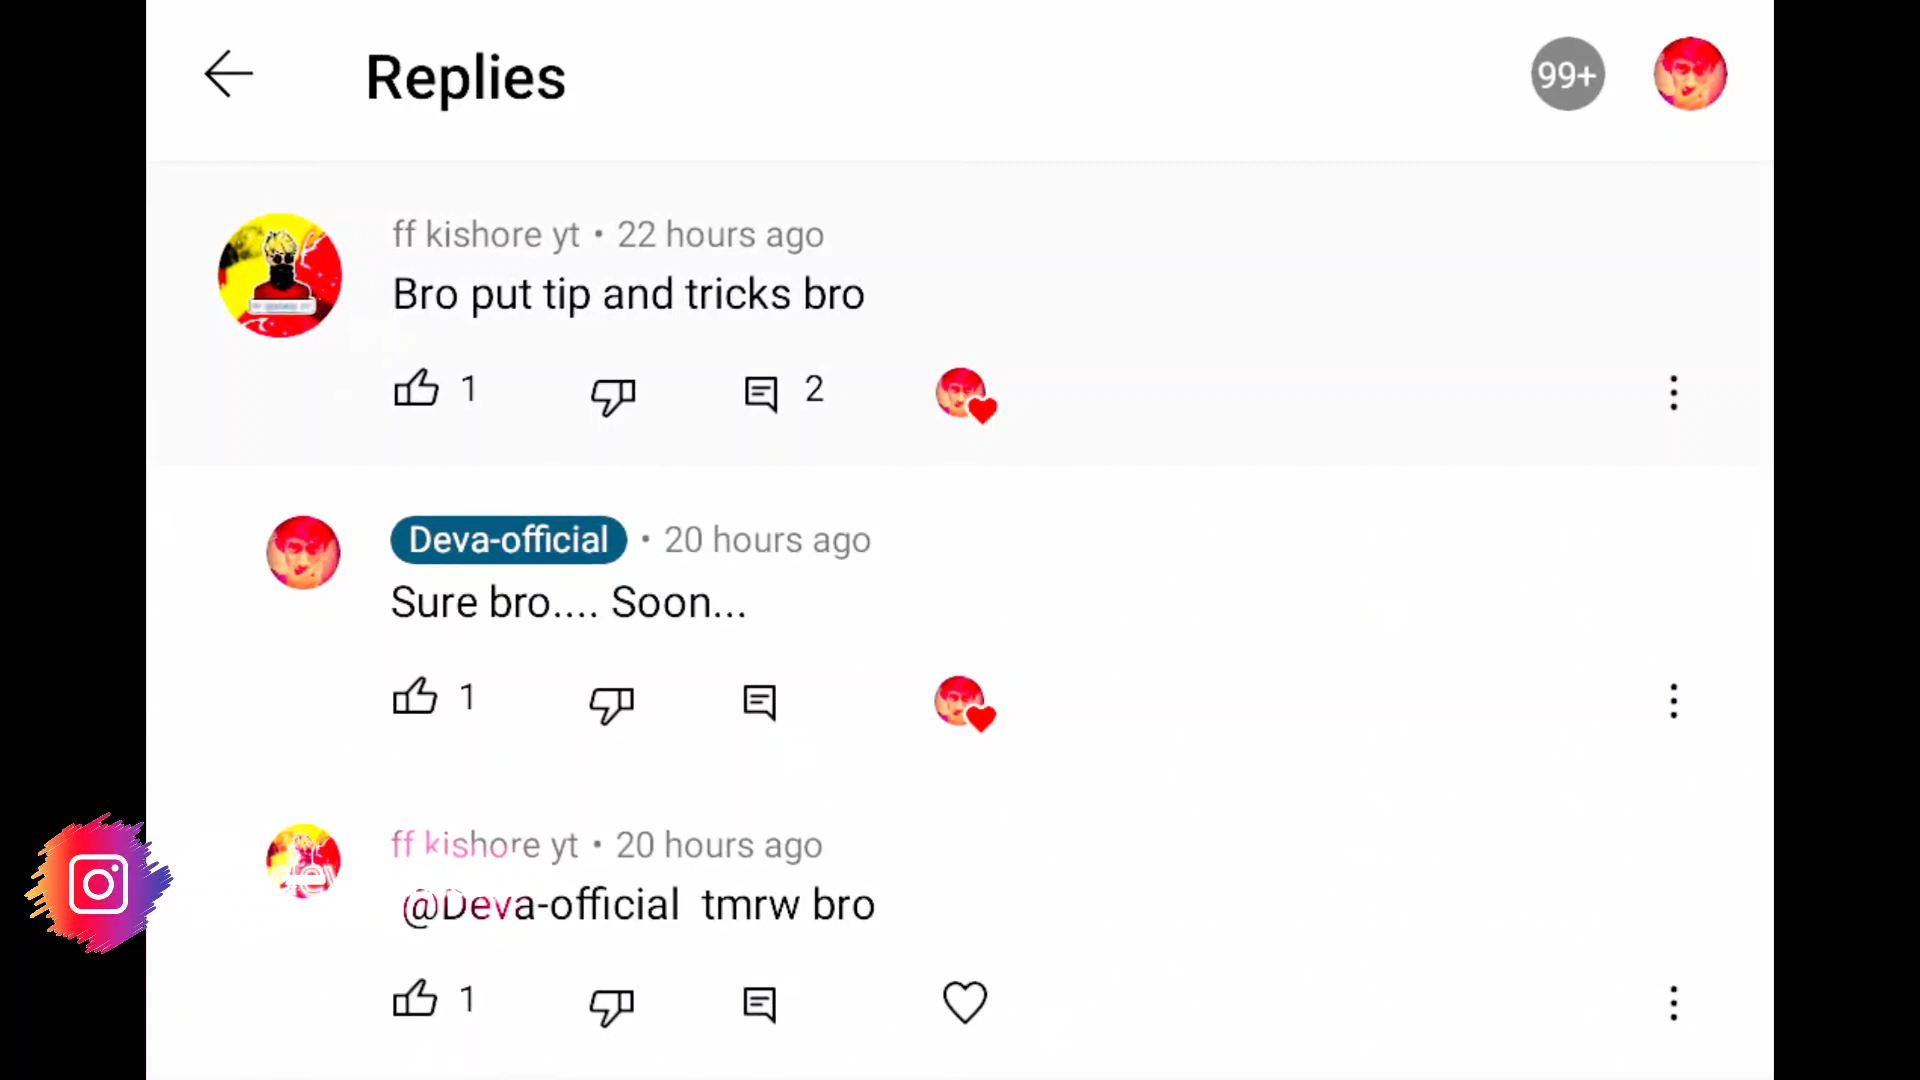 Replies
99+
ff kishore yt • 22 hours ago
Bro put tip and tricks bro
1
2
Deva-official • 20 hours ago
Sure bro.... Soon...
1
ff kishore yt • 20 hours ago
@Deva-official tmrw bro
1